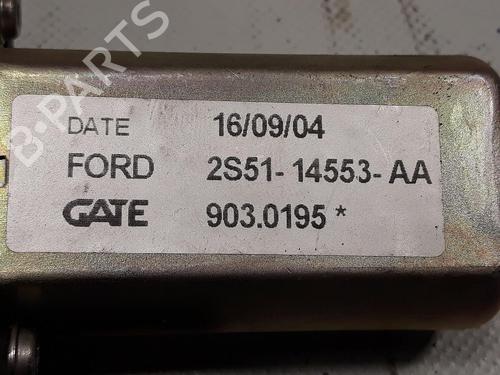 DATE 16/09/04
FORD 2S51-14553-AA
GATE 903.0195 *
B-PARTS